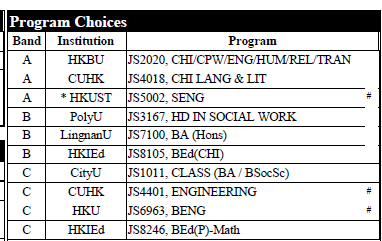 Program Choices
Band Institution Program
A HKBU JS2020, CHI/CPW/ENG/HUM/REL/TRAN
A CUHK JS4018, CHI LANG & LIT
A * HKUST JS5002, SENG #
B PolyU JS3167, HD IN SOCIAL WORK
B LingnanU JS7100, BA (Hons)
B HKIEd JS8105, BEd(CHI)
C CityU JS1011, CLASS (BA / BSocSc)
C CUHK JS4401, ENGINEERING #
C HKU JS6963, BENG #
C HKIEd JS8246, BEd(P)-Math